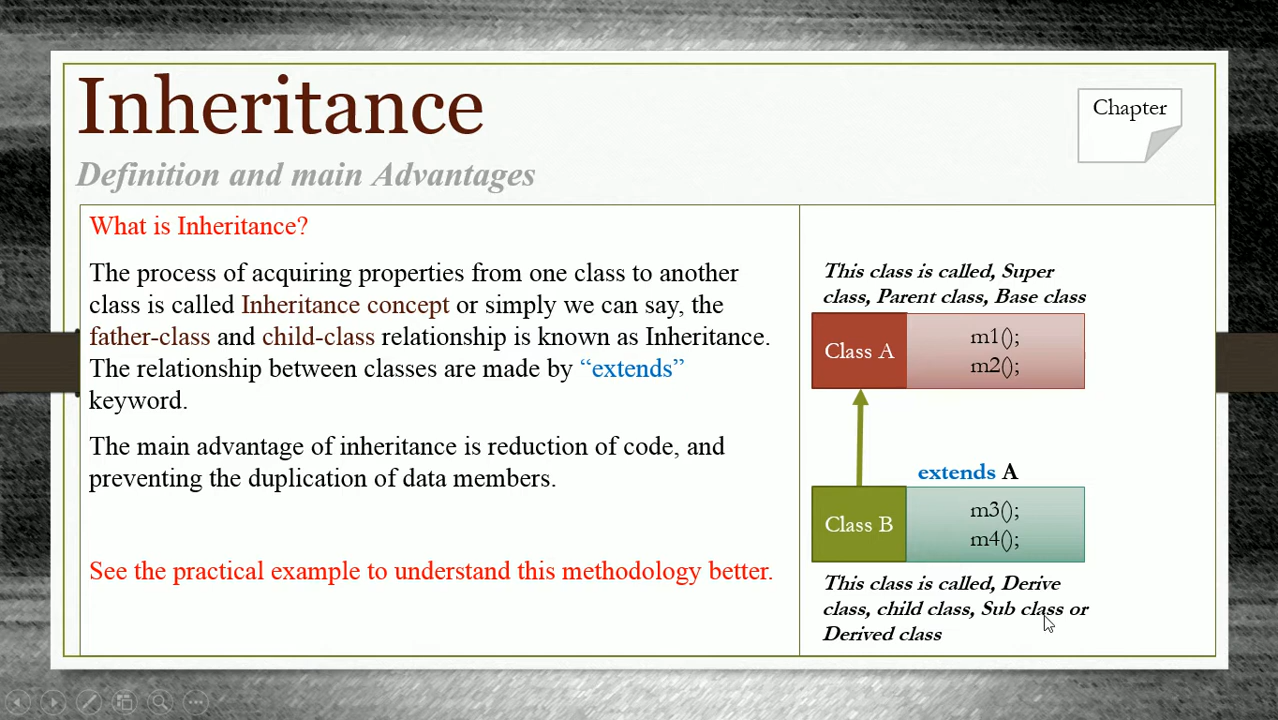 Inheritance
Chapter
Definition and main Advantages
What is Inheritance?
The process of acquiring properties from one class to another
class is called Inheritance concept or simply we can say, the
father-class and child-class relationship is known as Inheritance.
The relationship between classes are made by “extends”
keyword.
The main advantage of inheritance is reduction of code, and
preventing the duplication of data members.
See the practical example to understand this methodology better.
This class is called, Super
class, Parent class, Base class
Class A
m1();
m2();
extends A
Class B
m3();
m4();
This class is called, Derive
class, child class, Sub class or
Derived class